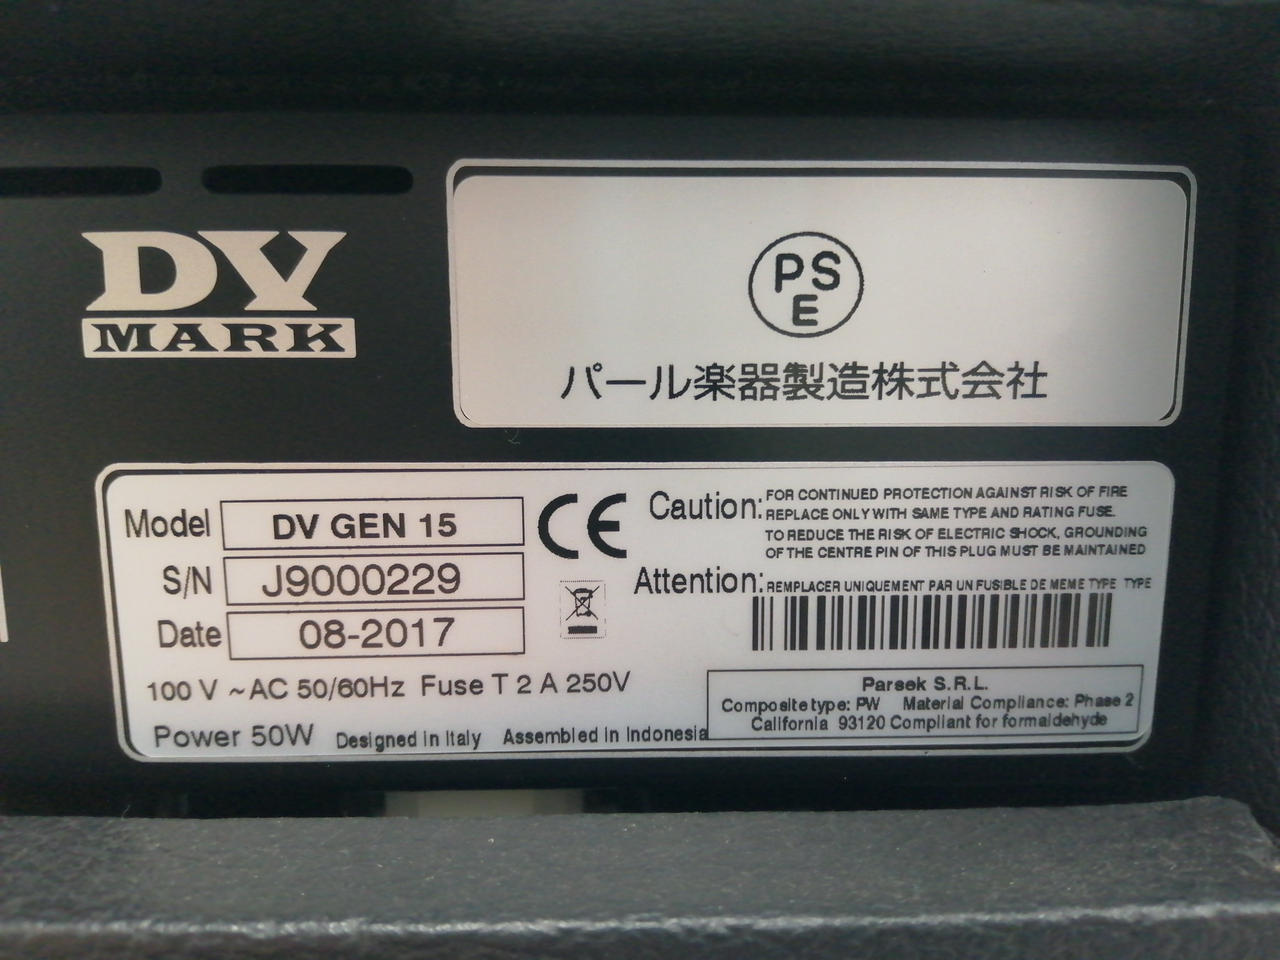 DV
MARK
PS
E
パール楽器製造株式会社
Model DV GEN 15
S/N J9000229
Date 08-2017
100 V ~AC 50/60Hz Fuse T 2 A 250V
Power 50W Designed in Italy Assembled in Indonesia
CE
Caution: FOR CONTINUED PROTECTION AGAINST RISK OF FIRE
REPLACE ONLY WITH SAME TYPE AND RATING FUSE.
TO REDUCE THE RISK OF ELECTRIC SHOCK, GROUNDING
OF THE CENTRE PIN OF THIS PLUG MUST BE MAINTAINED
Attention: REMPLACER UNIQUEMENT PAR UN FUSIBLE DE MEME TYPE TYPE
Parsek S.R.L.
Composite type: PW Material Compliance: Phase 2
California 93120 Compliant for formaldehyde